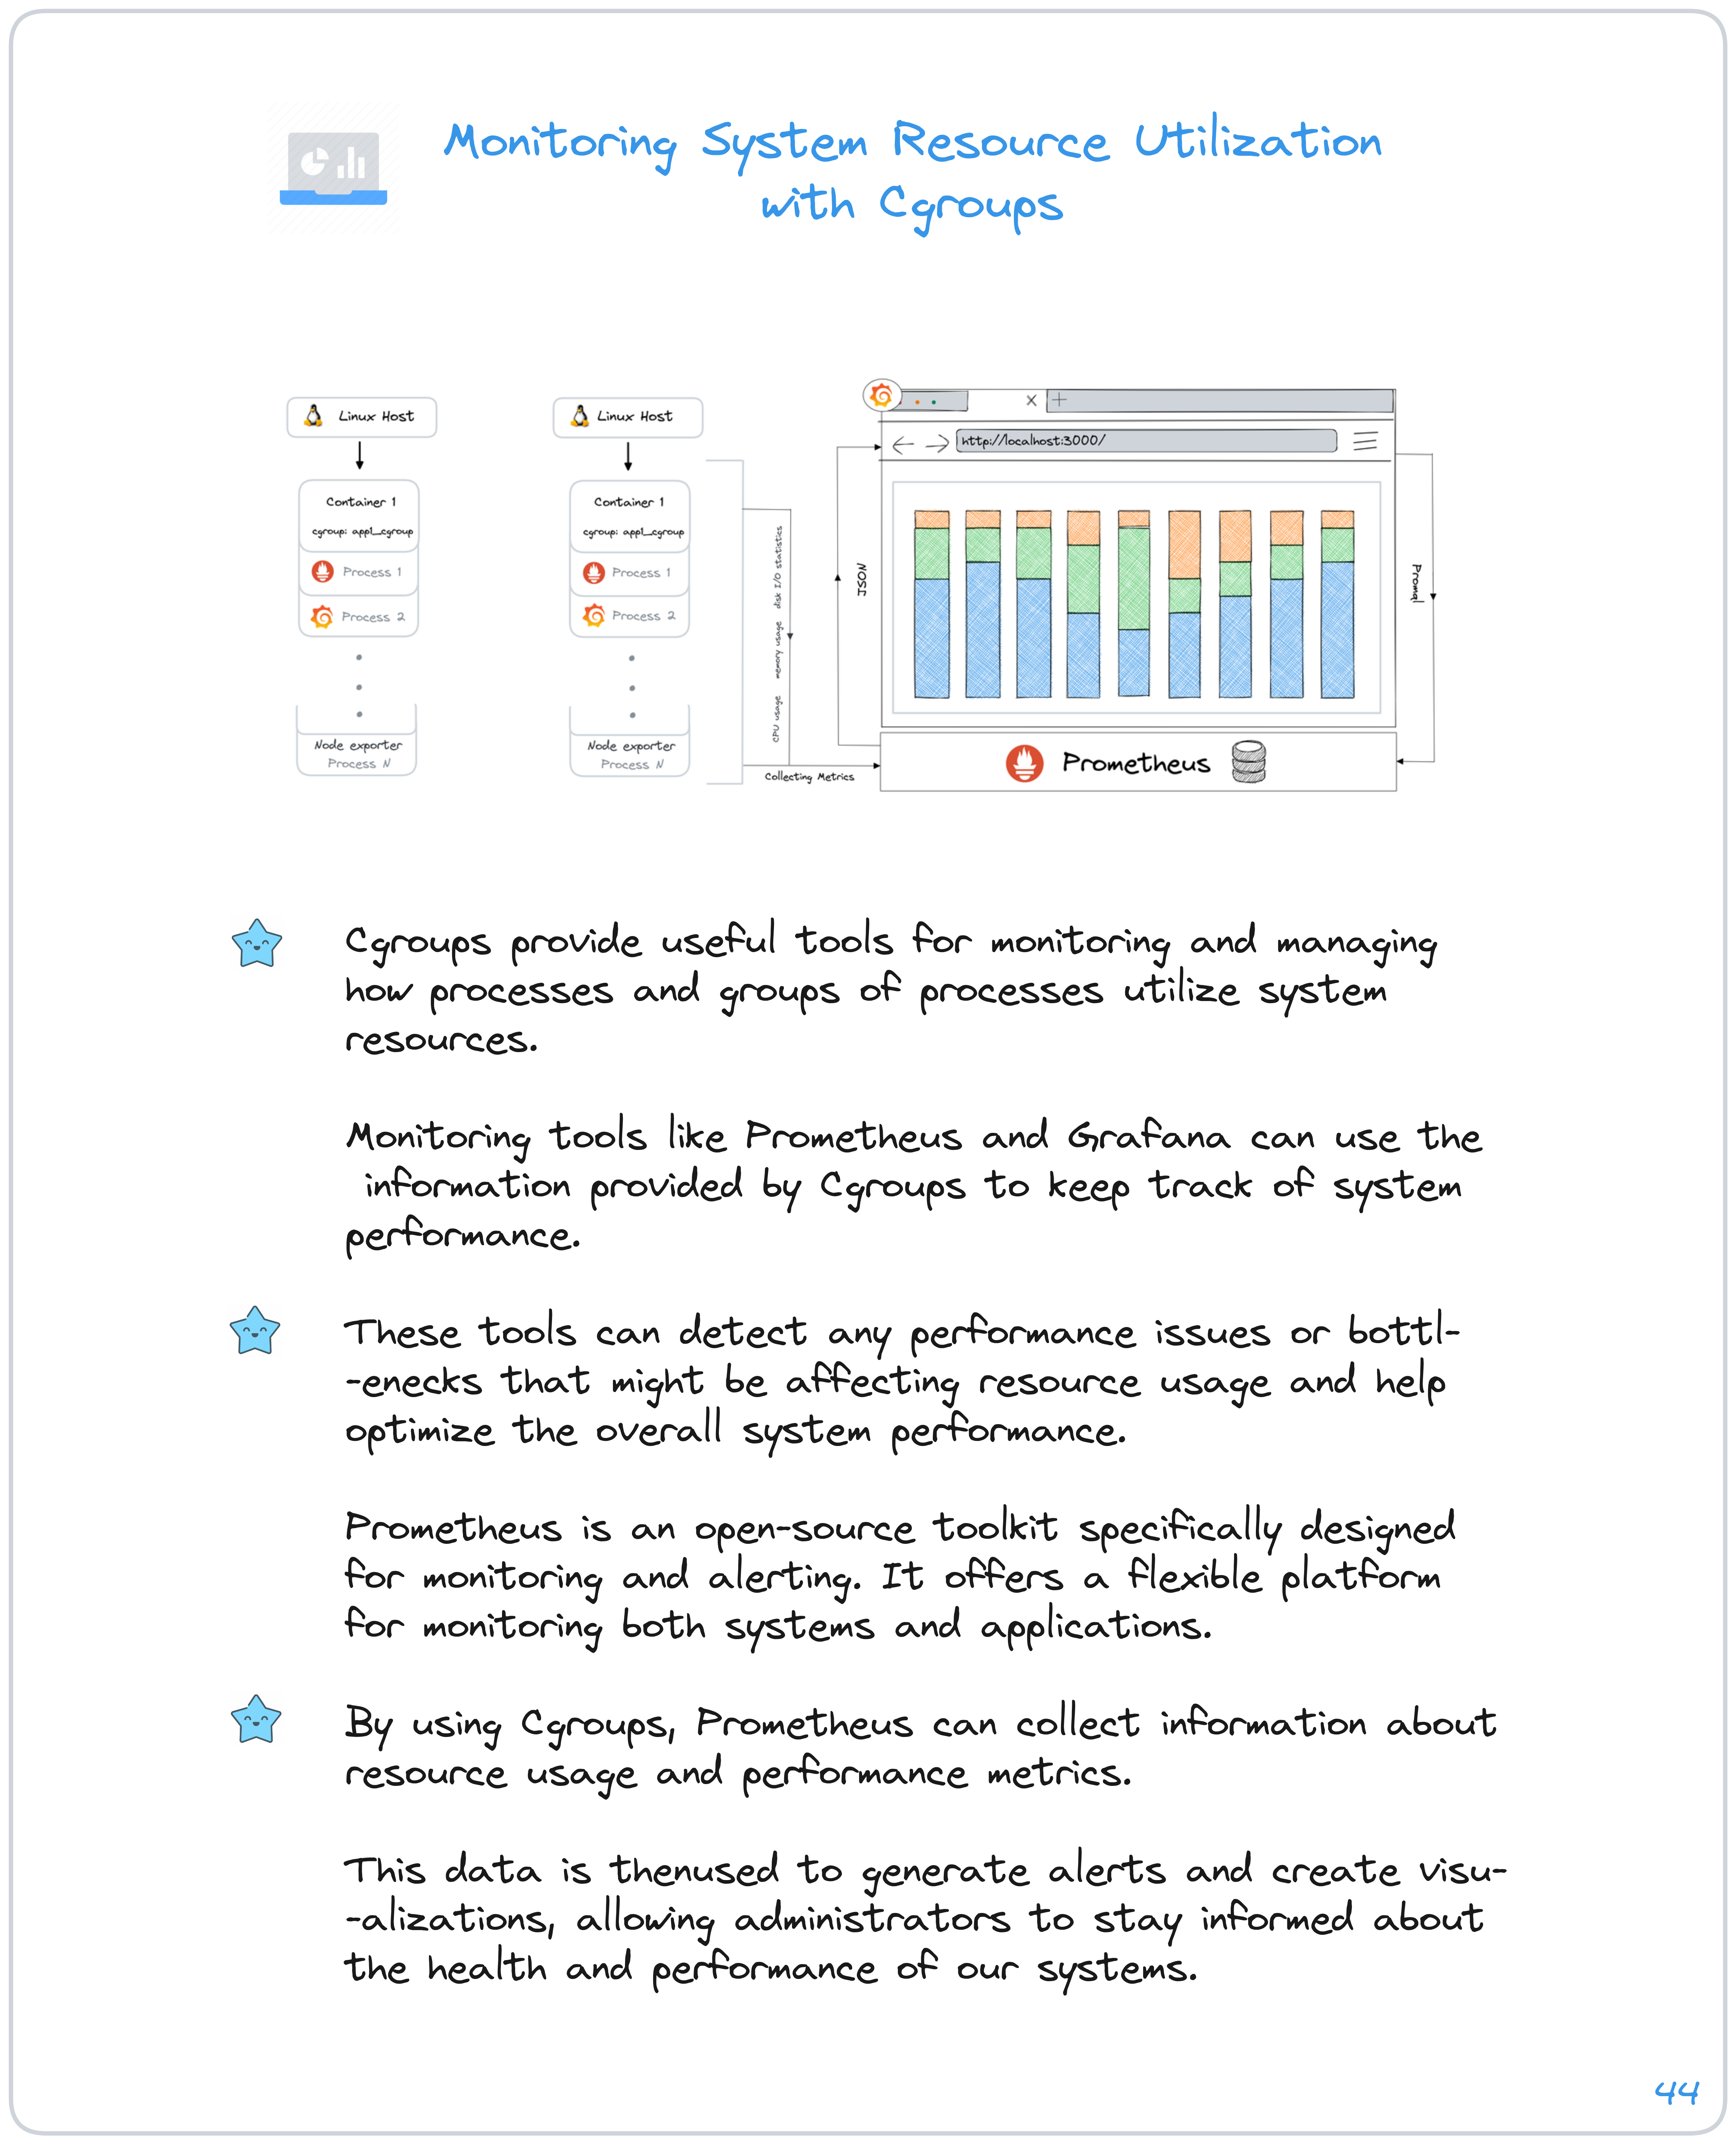 Monitoring System Resource Utilization
with Cgroups
Linux Host
Container 1
cgroup: app1_cgroup
Process 1
Process 2
Node exporter
Process N
Linux Host
Container 1
cgroup: app1_cgroup
Process 1
Process 2
Node exporter
Process N
CPU usage memory usage disk I/O statistics
Collecting Metrics
JSON
X
+
http://localhost:3000/
Promql
Prometheus
Cgroups provide useful tools for monitoring and managing
how processes and groups of processes utilize system
resources.
Monitoring tools like Prometheus and Grafana can use the
information provided by Cgroups to keep track of system
performance.
These tools can detect any performance issues or bottl-
-enecks that might be affecting resource usage and help
optimize the overall system performance.
Prometheus is an open-source toolkit specifically designed
for monitoring and alerting. It offers a flexible platform
for monitoring both systems and applications.
By using Cgroups, Prometheus can collect information about
resource usage and performance metrics.
This data is thenused to generate alerts and create visu-
-alizations, allowing administrators to stay informed about
the health and performance of our systems.
44